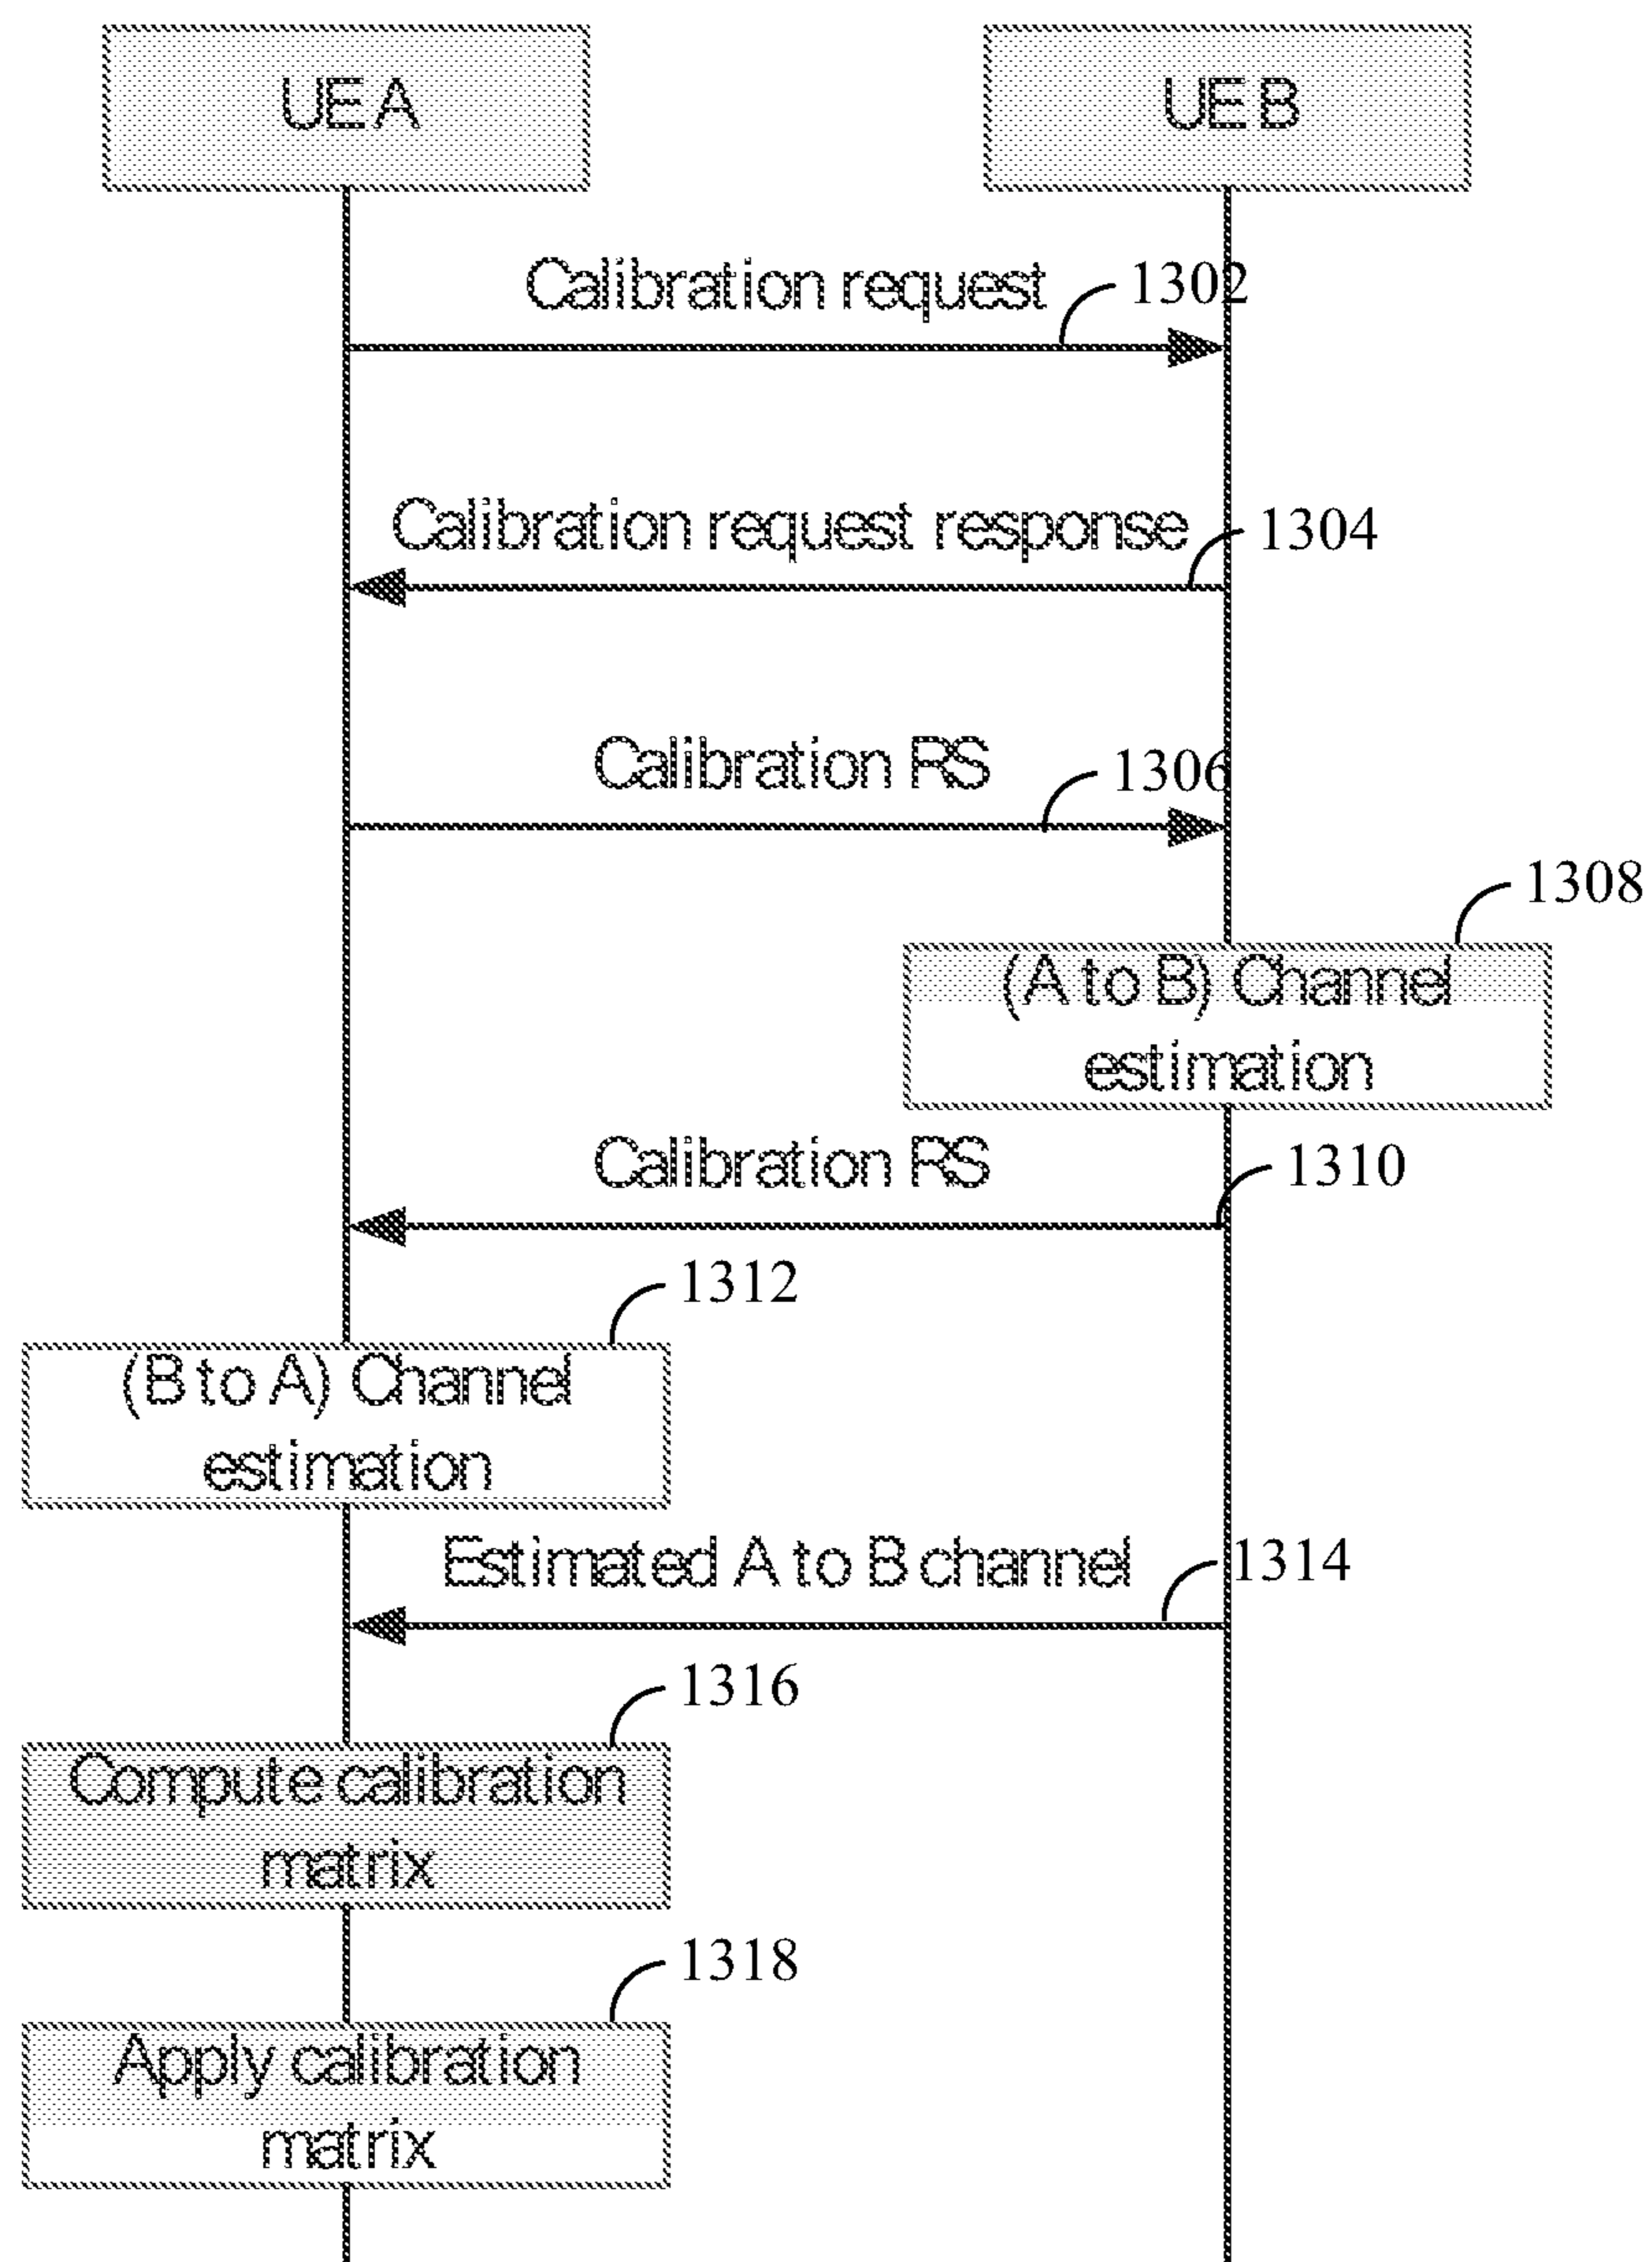 UE A
UE B
Calibration request
1302
Calibration request response
1304
Calibration RS
1306
1308
(A to B) Channel
estimation
Calibration RS
1310
1312
(B to A) Channel
estimation
Estimated A to B channel
1314
1316
Compute calibration
matrix
1318
Apply calibration
matrix